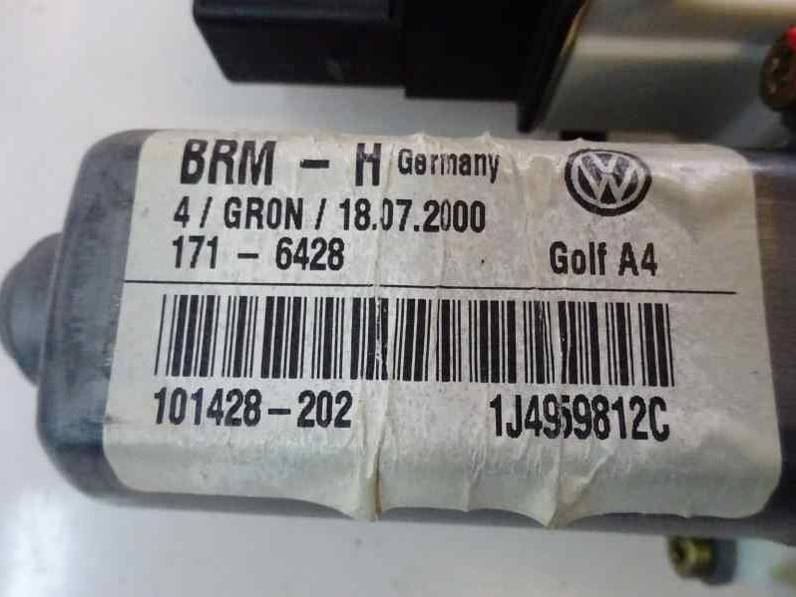 BRM - H Germany
4 / GRON / 18.07.2000
171 - 6428 Golf A4
101428-202 1J4959812C